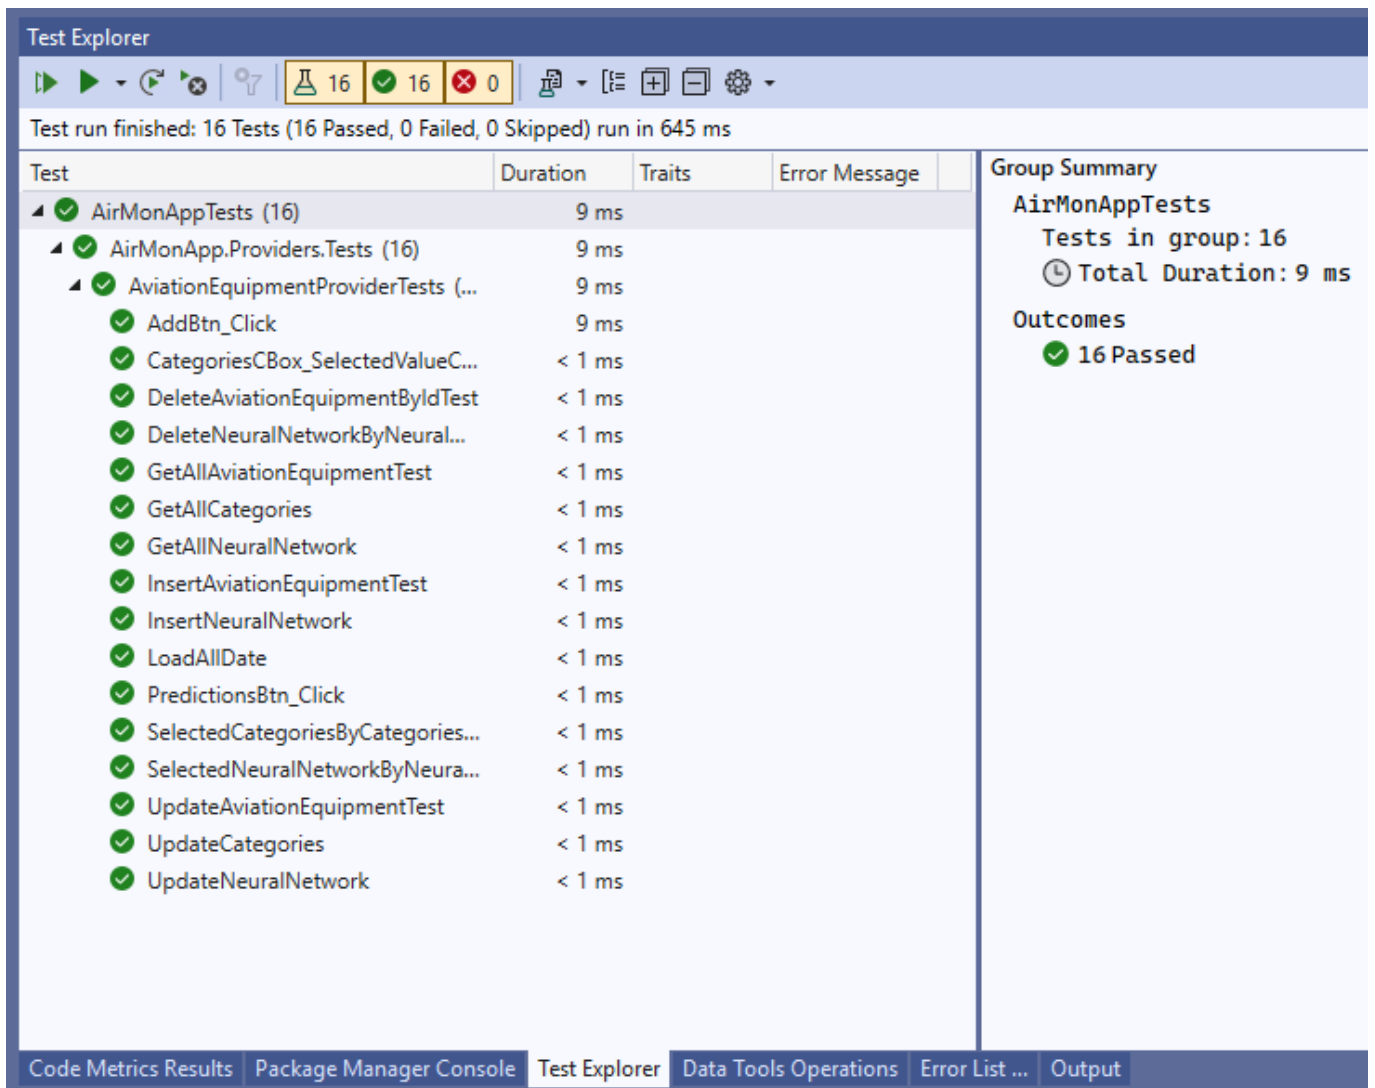 Test Explorer
16 16 0
Test run finished: 16 Tests (16 Passed, 0 Failed, 0 Skipped) run in 645 ms
Test Duration Traits Error Message
AirMonAppTests (16) 9 ms
AirMonApp.Providers.Tests (16) 9 ms
AviationEquipmentProviderTests (... 9 ms
AddBtn_Click 9 ms
CategoriesCBox_SelectedValueC... < 1 ms
DeleteAviationEquipmentByIdTest < 1 ms
DeleteNeuralNetworkByNeural... < 1 ms
GetAllAviationEquipmentTest < 1 ms
GetAllCategories < 1 ms
GetAllNeuralNetwork < 1 ms
InsertAviationEquipmentTest < 1 ms
InsertNeuralNetwork < 1 ms
LoadAllDate < 1 ms
PredictionsBtn_Click < 1 ms
SelectedCategoriesByCategories... < 1 ms
SelectedNeuralNetworkByNeura... < 1 ms
UpdateAviationEquipmentTest < 1 ms
UpdateCategories < 1 ms
UpdateNeuralNetwork < 1 ms
Group Summary
AirMonAppTests
Tests in group: 16
Total Duration: 9 ms
Outcomes
16 Passed
Code Metrics Results Package Manager Console Test Explorer Data Tools Operations Error List ... Output